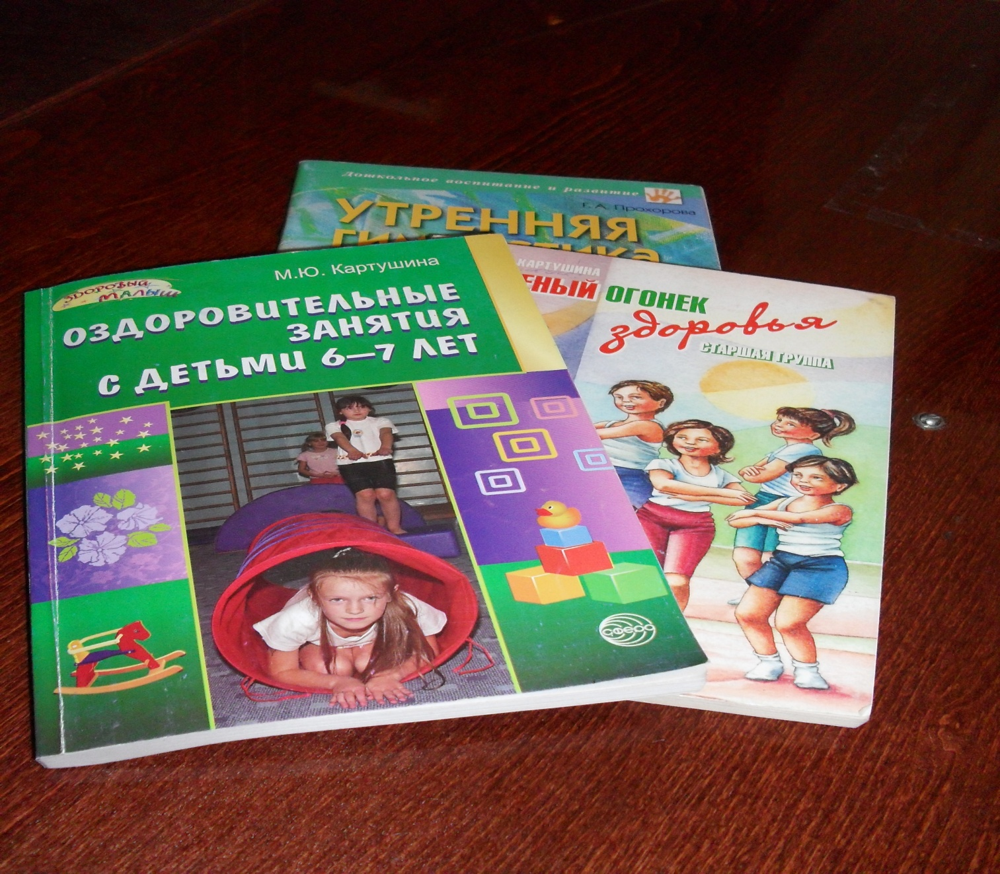 Дошкольное воспитание и развитие
Г. А. Прохорова
УТРЕННЯЯ
ЗДОРОВЫЙ
МАЛЫШ
М.Ю. Картушина
ОЗДОРОВИТЕЛЬНЫЕ
ЗАНЯТИЯ
С ДЕТЬМИ 6–7 ЛЕТ
сфера
КАРТУШИНА
ОГОНЕК
здоровья
СТАРШАЯ ГРУППА